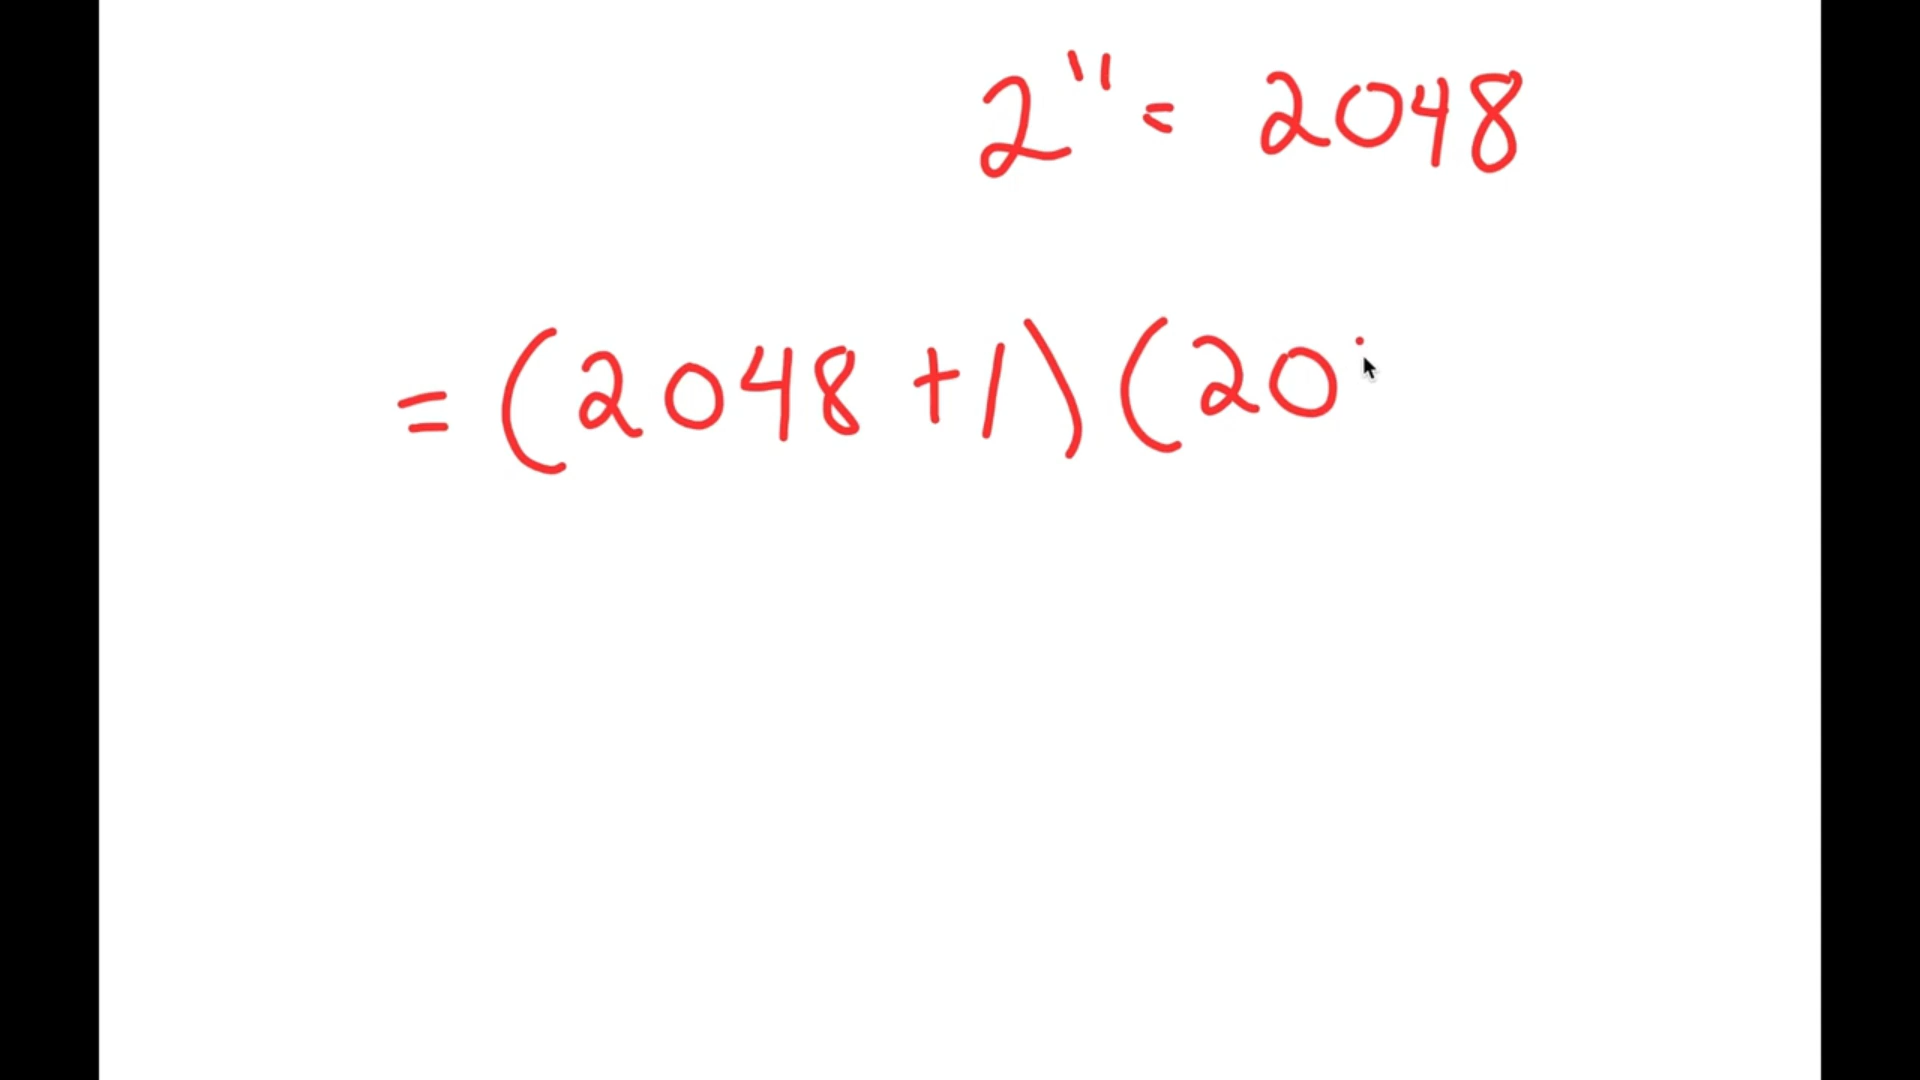 2¹¹ = 2048
= (2048 + 1) (20